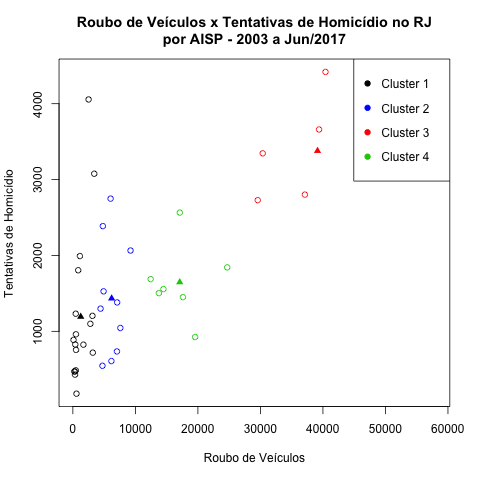 Roubo de Veículos x Tentativas de Homicídio no RJ
por AISP - 2003 a Jun/2017
Cluster 1
Cluster 2
Cluster 3
Cluster 4
Tentativas de Homicídio
4000
3000
2000
1000
0
10000
20000
30000
40000
50000
60000
Roubo de Veículos